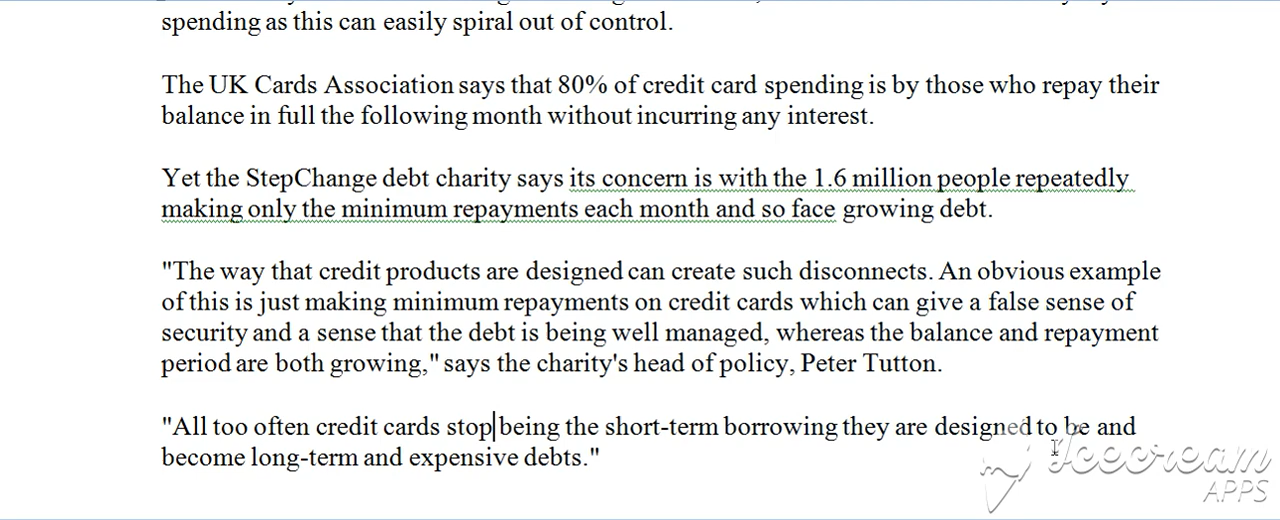 spending as this can easily spiral out of control.
The UK Cards Association says that 80% of credit card spending is by those who repay their
balance in full the following month without incurring any interest.
Yet the StepChange debt charity says its concern is with the 1.6 million people repeatedly
making only the minimum repayments each month and so face growing debt.
"The way that credit products are designed can create such disconnects. An obvious example
of this is just making minimum repayments on credit cards which can give a false sense of
security and a sense that the debt is being well managed, whereas the balance and repayment
period are both growing," says the charity's head of policy, Peter Tutton.
"All too often credit cards stop being the short-term borrowing they are designed to be and
become long-term and expensive debts."
Icecream
APPS